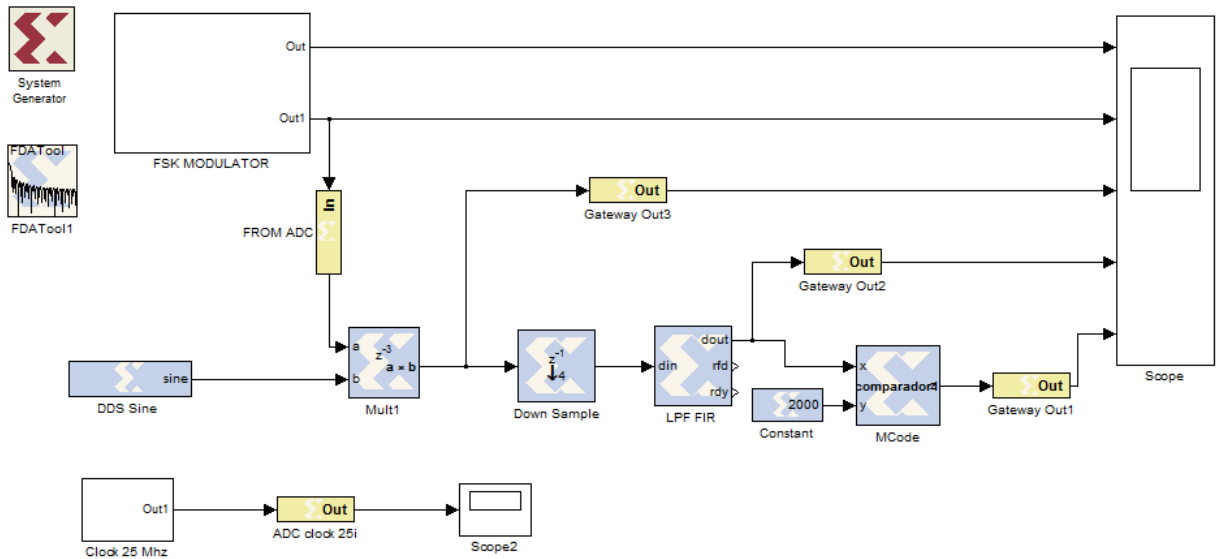 System
Generator
FDATool
FDATool1
Out
Out1
FSK MODULATOR
In
FROM ADC
Out
Gateway Out3
Out
Gateway Out2
Scope
sine
DDS Sine
a
b
z-3
a × b
Mult1
z-1
↓4
Down Sample
din
dout
rfd
rdy
LPF FIR
2000
Constant
x
y
comparador
MCode
Out
Gateway Out1
Out1
Clock 25 Mhz
Out
ADC clock 25i
Scope2